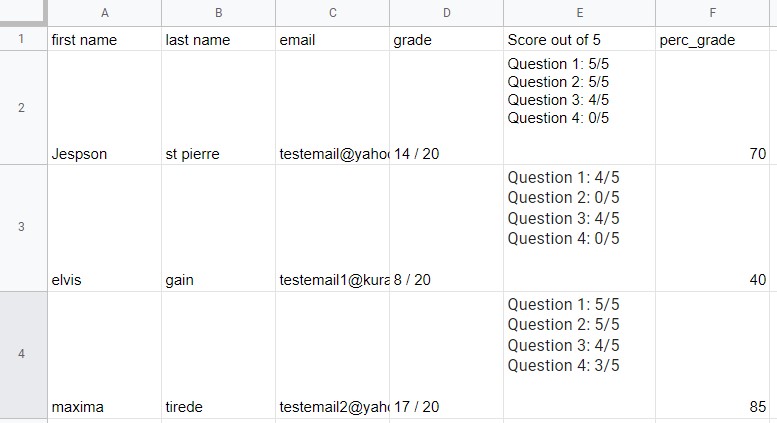 A B C D E F
1 first name last name email grade Score out of 5 perc_grade
Question 1: 5/5
Question 2: 5/5
Question 3: 4/5
Question 4: 0/5
2
Jespson st pierre testemail@yaho 14 / 20 70
Question 1: 4/5
Question 2: 0/5
3
Question 3: 4/5
Question 4: 0/5
elvis gain testemail1@kura 8 / 20 40
Question 1: 5/5
Question 2: 5/5
4
Question 3: 4/5
Question 4: 3/5
maxima tirede testemail2@yah 17 / 20 85